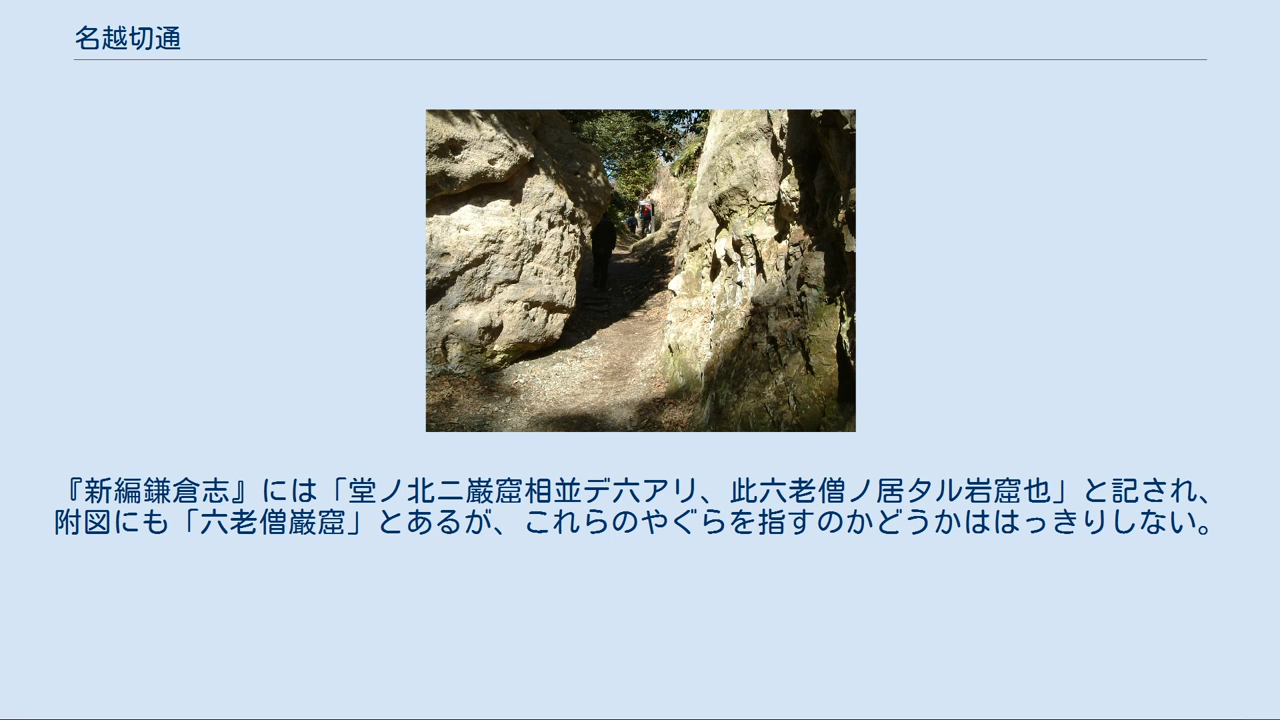 名越切通
『新編鎌倉志』には「堂ノ北ニ巌窟相並デ六アリ、此六老僧ノ居タル岩窟也」と記され、
附図にも「六老僧巌窟」とあるが、これらのやぐらを指すのかどうかははっきりしない。